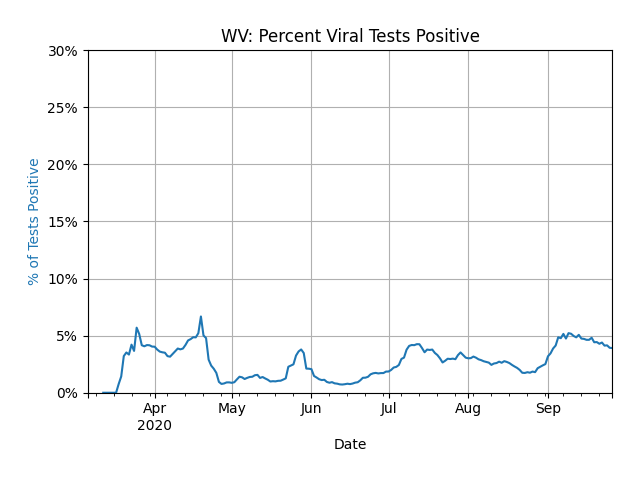 WV: Percent Viral Tests Positive
30%
25%
20%
15%
10%
5%
0%
% of Tests Positive
Apr May Jun Jul Aug Sep
2020
Date